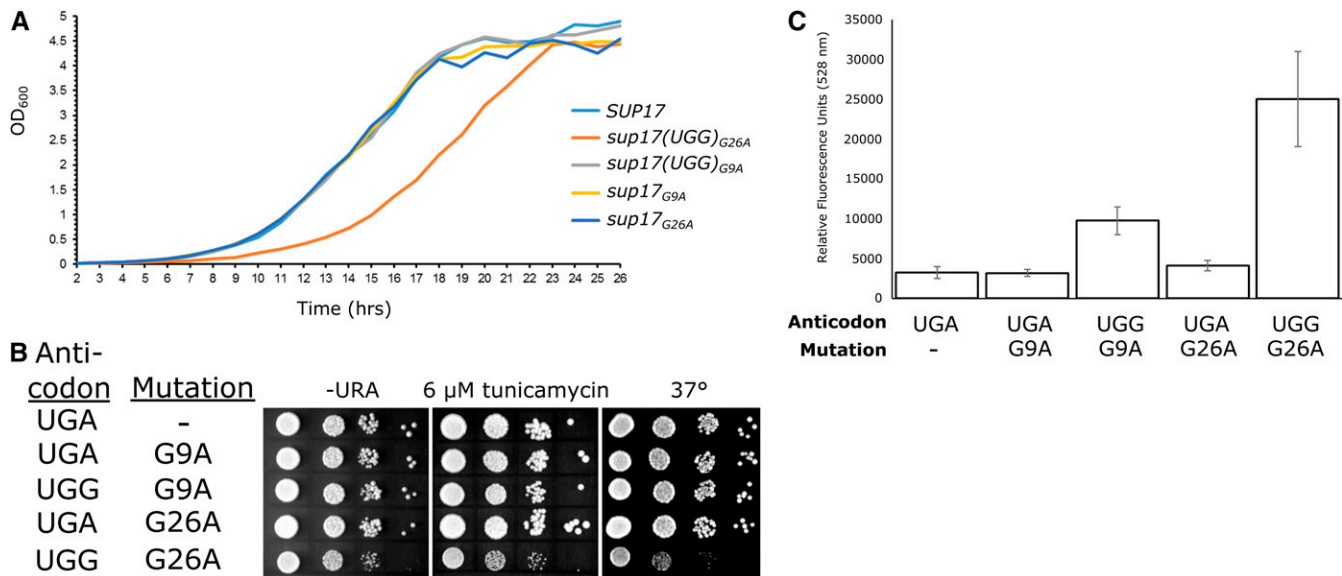 A
5
4.5
4
3.5
3
2.5
2
1.5
1
0.5
0
OD600
2 3 4 5 6 7 8 9 10 11 12 13 14 15 16 17 18 19 20 21 22 23 24 25 26
Time (hrs)
SUP17
sup17(UGG)G26A
sup17(UGG)G9A
sup17G9A
sup17G26A
B Anti-
codon Mutation -URA 6 μM tunicamycin 37°
UGA -
UGA G9A
UGG G9A
UGA G26A
UGG G26A
C
35000
30000
25000
20000
15000
10000
5000
0
Relative Fluorescence Units (528 nm)
Anticodon UGA UGA UGG UGA UGG
Mutation - G9A G9A G26A G26A